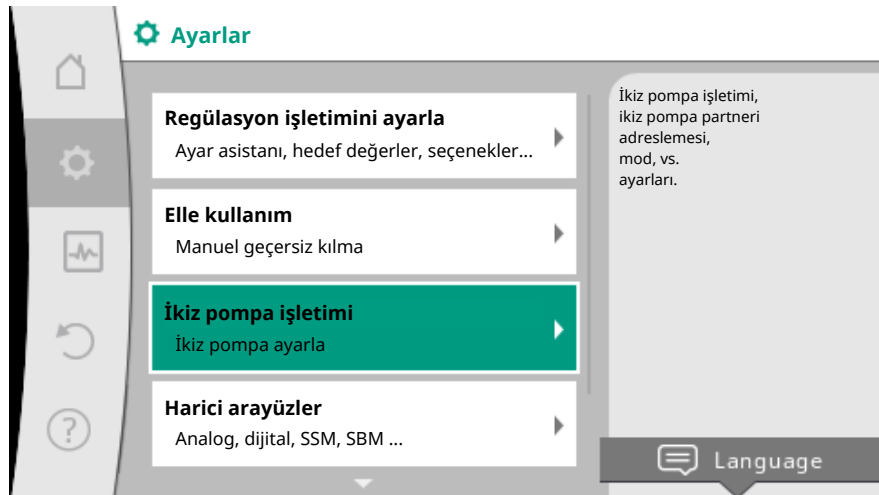 Ayarlar
Regülasyon işletimini ayarla
Ayar asistanı, hedef değerler, seçenekler...
Elle kullanım
Manuel geçersiz kılma
İkiz pompa işletimi
İkiz pompa ayarla
Harici arayüzler
Analog, dijital, SSM, SBM ...
İkiz pompa işletimi,
ikiz pompa partneri
adreslemesi,
mod, vs.
ayarları.
Language